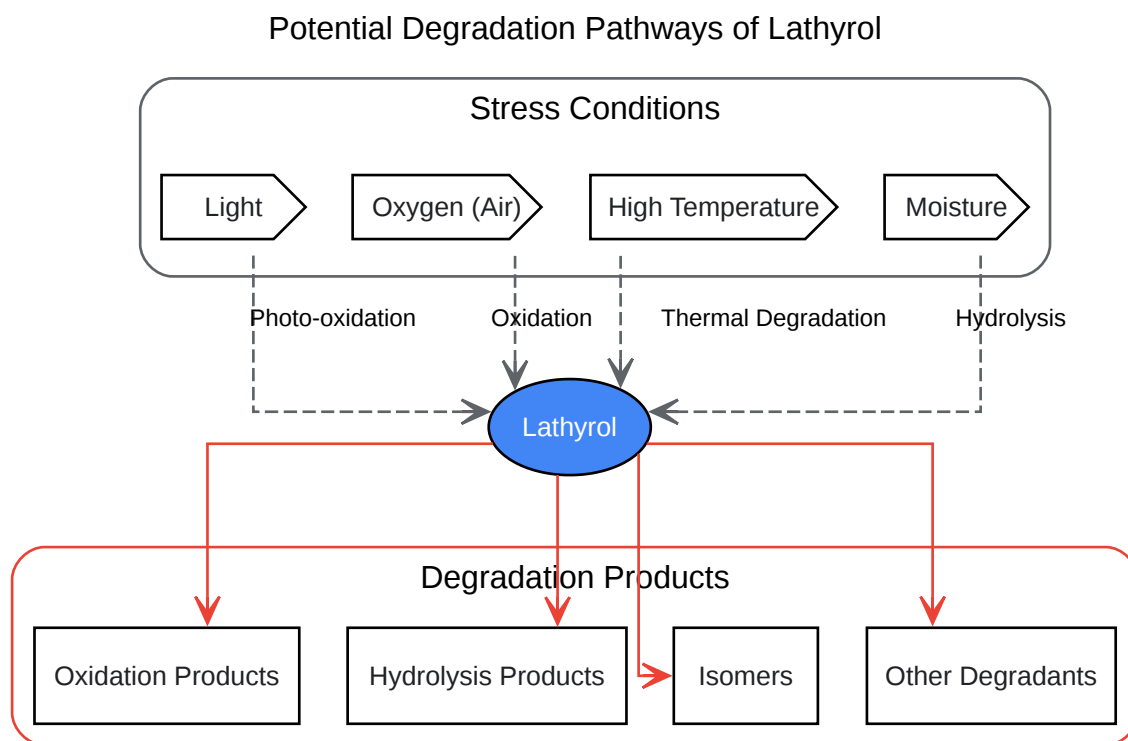 Potential Degradation Pathways of Lathyrol
Stress Conditions
Light
Oxygen (Air)
High Temperature
Moisture
Photo-oxidation
Oxidation
Thermal Degradation
Hydrolysis
Lathyrol
Degradation Products
Oxidation Products
Hydrolysis Products
Isomers
Other Degradants